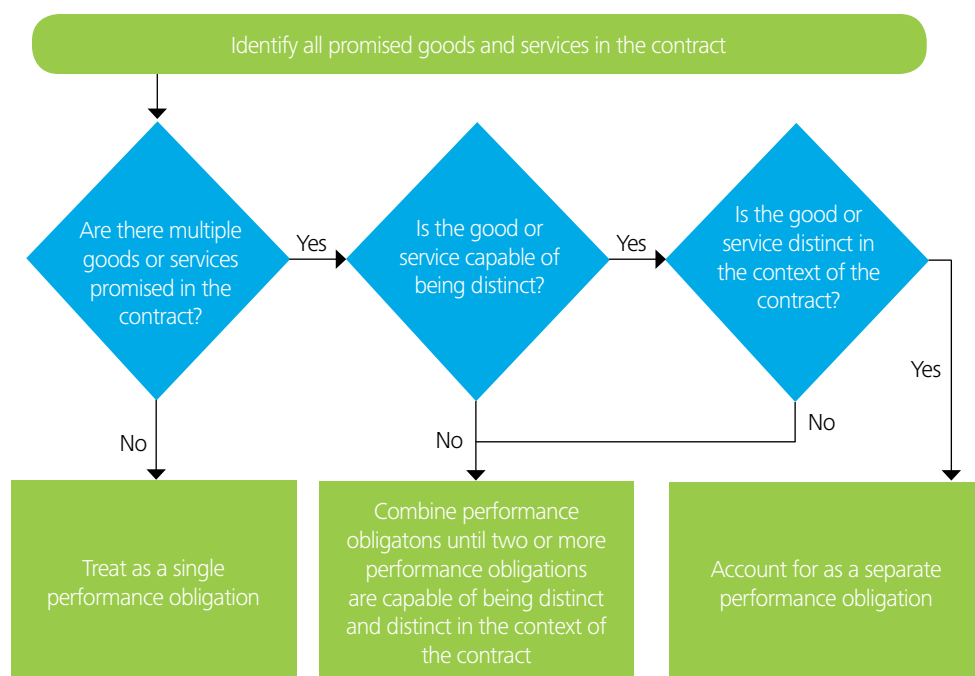 Identify all promised goods and services in the contract
Are there multiple
goods or services
promised in the
contract?
Yes
Is the good or
service capable of
being distinct?
Yes
Is the good or
service distinct in
the context of the
contract?
Yes
No
No
No
Treat as a single
performance obligation
Combine performance
obligatons until two or more
performance obligations
are capable of being distinct
and distinct in the context of
the contract
Account for as a separate
performance obligation